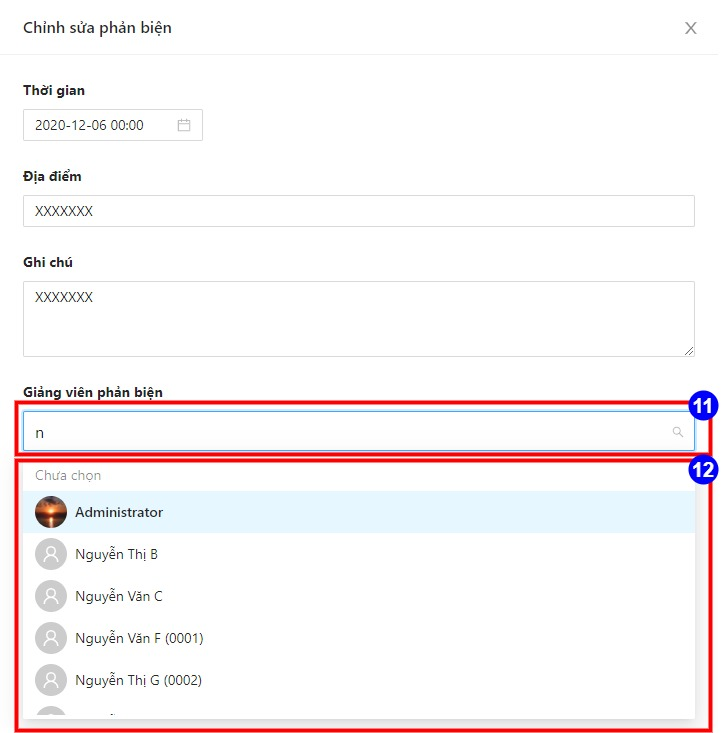 Chỉnh sửa phản biện
Thời gian
2020-12-06 00:00
Địa điểm
XXXXXXX
Ghi chú
XXXXXXX
Giảng viên phản biện
11
n
12
Chưa chọn
Administrator
Nguyễn Thị B
Nguyễn Văn C
Nguyễn Văn F (0001)
Nguyễn Thị G (0002)